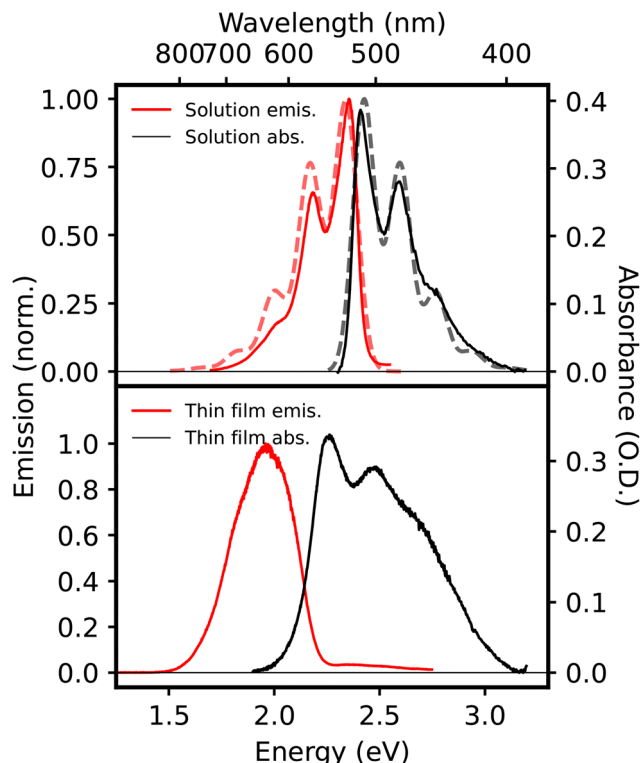 Wavelength (nm)
800 700 600 500 400
1.00
0.75
0.50
0.25
0.00
Solution emis.
Solution abs.
0.4
0.3
0.2
0.1
0.0
Emission (norm.)
Absorbance (O.D.)
1.0
0.8
0.6
0.4
0.2
0.0
Thin film emis.
Thin film abs.
0.3
0.2
0.1
0.0
1.5 2.0 2.5 3.0
Energy (eV)